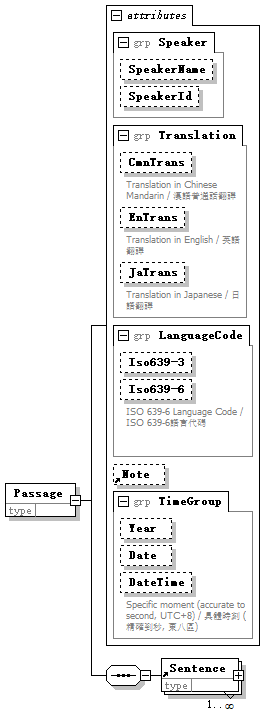 attributes
grp Speaker
SpeakerName
SpeakerId
grp Translation
CmnTrans
Translation in Chinese
Mandarin / 漢語普通話翻譯
EnTrans
Translation in English / 英語
翻譯
JaTrans
Translation in Japanese / 日
語翻譯
grp LanguageCode
Iso639-3
Iso639-6
ISO 639-6 Language Code /
ISO 639-6語言代碼
Note
Passage
type
grp TimeGroup
Year
Date
DateTime
Specific moment (accurate to
second, UTC+8) / 具體時刻 (
精確到秒, 東八區)
Sentence
type
1..∞